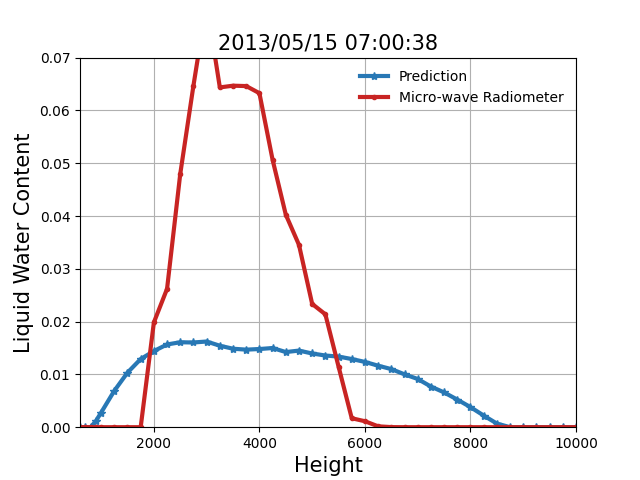 2013/05/15 07:00:38
Prediction
Micro-wave Radiometer
Liquid Water Content
0.07
0.06
0.05
0.04
0.03
0.02
0.01
0.00
2000 4000 6000 8000 10000
Height